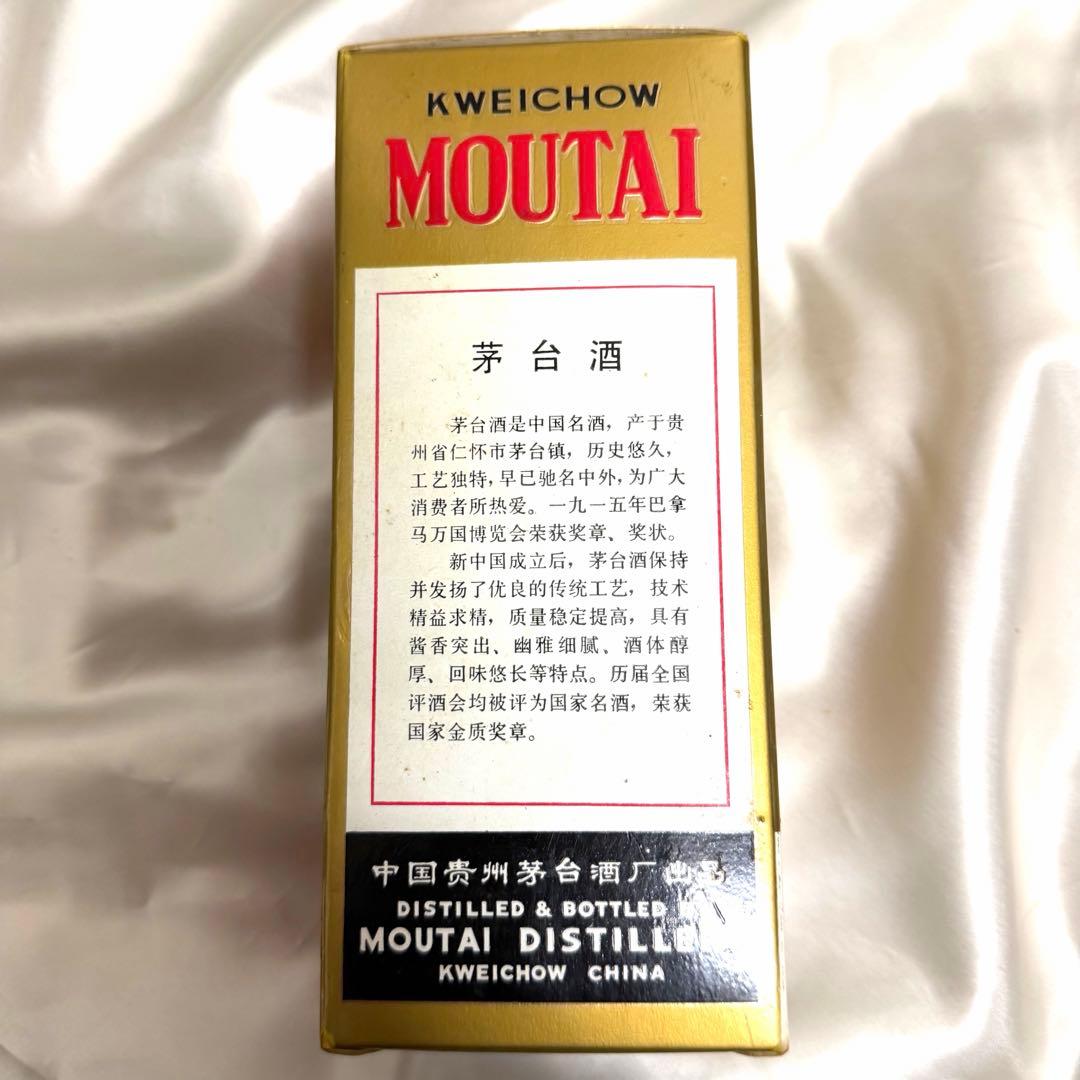 KWEICHOW
MOUTAI
茅台酒
茅台酒是中国名酒，产于贵
州省仁怀市茅台镇，历史悠久，
工艺独特，早已驰名中外，为广大
消费者所热爱。一九一五年巴拿
马万国博览会荣获奖章、奖状。
新中国成立后，茅台酒保持
并发扬了优良的传统工艺，技术
精益求精，质量稳定提高，具有
酱香突出、幽雅细腻、酒体醇
厚、回味悠长等特点。历届全国
评酒会均被评为国家名酒，荣获
国家金质奖章。
中国贵州茅台酒厂出品
DISTILLED & BOTTLED
MOUTAI
KWEICHOW CHINA